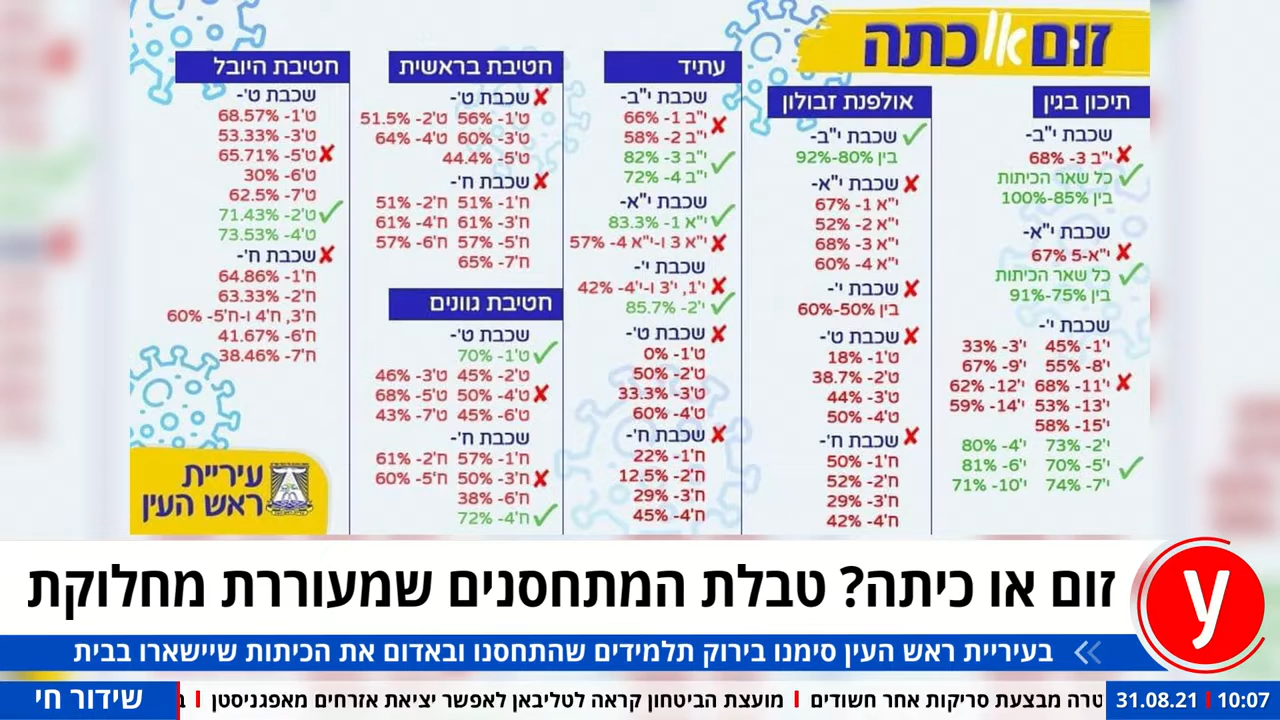 זום או כתה
תיכון בגין
שכבת י"ב-
י"ב 3- 68%
כל שאר הכיתות
בין 85%-100%
שכבת י"א-
י"א-5 67%
כל שאר הכיתות
בין 75%-91%
שכבת י'-
י'1- 45% י'3- 33%
י'8- 55% י'9- 67%
י'11- 68% י'12- 62%
י'13- 53% י'14- 59%
י'15- 58%
י'2- 73% י'4- 80%
י'5- 70% י'6- 81%
י'7- 74% י'10- 71%
אולפנת זבולון
שכבת י"ב-
בין 80%-92%
שכבת י"א-
י"א 1- 67%
י"א 2- 52%
י"א 3- 68%
י"א 4- 60%
שכבת י'-
בין 50%-60%
שכבת ט'-
ט'1- 18%
ט'2- 38.7%
ט'3- 44%
ט'4- 50%
שכבת ח'-
ח'1- 50%
ח'2- 52%
ח'3- 29%
ח'4- 42%
עתיד
שכבת י"ב-
י"ב 1- 66%
י"ב 2- 58%
י"ב 3- 82%
י"ב 4- 72%
שכבת י"א-
י"א 1- 83.3%
י"א 3 ו-י"א 4- 57%
שכבת י'-
י'1, י'3 ו-י'4- 42%
י'2- 85.7%
שכבת ט'-
ט'1- 0%
ט'2- 50%
ט'3- 33.3%
ט'4- 60%
שכבת ח'-
ח'1- 22%
ח'2- 12.5%
ח'3- 29%
ח'4- 45%
חטיבת בראשית
שכבת ט'-
ט'1- 56% ט'2- 51.5%
ט'3- 60% ט'4- 64%
ט'5- 44.4%
שכבת ח'-
ח'1- 51% ח'2- 51%
ח'3- 61% ח'4- 61%
ח'5- 57% ח'6- 57%
ח'7- 65%
חטיבת גוונים
שכבת ט'-
ט'1- 70%
ט'2- 45% ט'3- 46%
ט'4- 50% ט'5- 68%
ט'6- 45% ט'7- 43%
שכבת ח'-
ח'1- 57% ח'2- 61%
ח'3- 50% ח'5- 60%
ח'6- 38%
ח'4- 72%
חטיבת היובל
שכבת ט'-
ט'1- 68.57%
ט'3- 53.33%
ט'5- 65.71%
ט'6- 30%
ט'7- 62.5%
ט'2- 71.43%
ט'4- 73.53%
שכבת ח'-
ח'1- 64.86%
ח'2- 63.33%
ח'3, ח'4 ו-ח'5- 60%
ח'6- 41.67%
ח'7- 38.46%
עיריית
ראש העין
זום או כיתה? טבלת המתחסנים שמעוררת מחלוקת
y
בעיריית ראש העין סימנו בירוק תלמידים שהתחסנו ובאדום את הכיתות שיישארו בבית
10:07 | 31.08.21
טרה מבצעת סריקות אחר חשודים | מועצת הביטחון קראה לטליבאן לאפשר יציאת אזרחים מאפגניסטן |
שידור חי